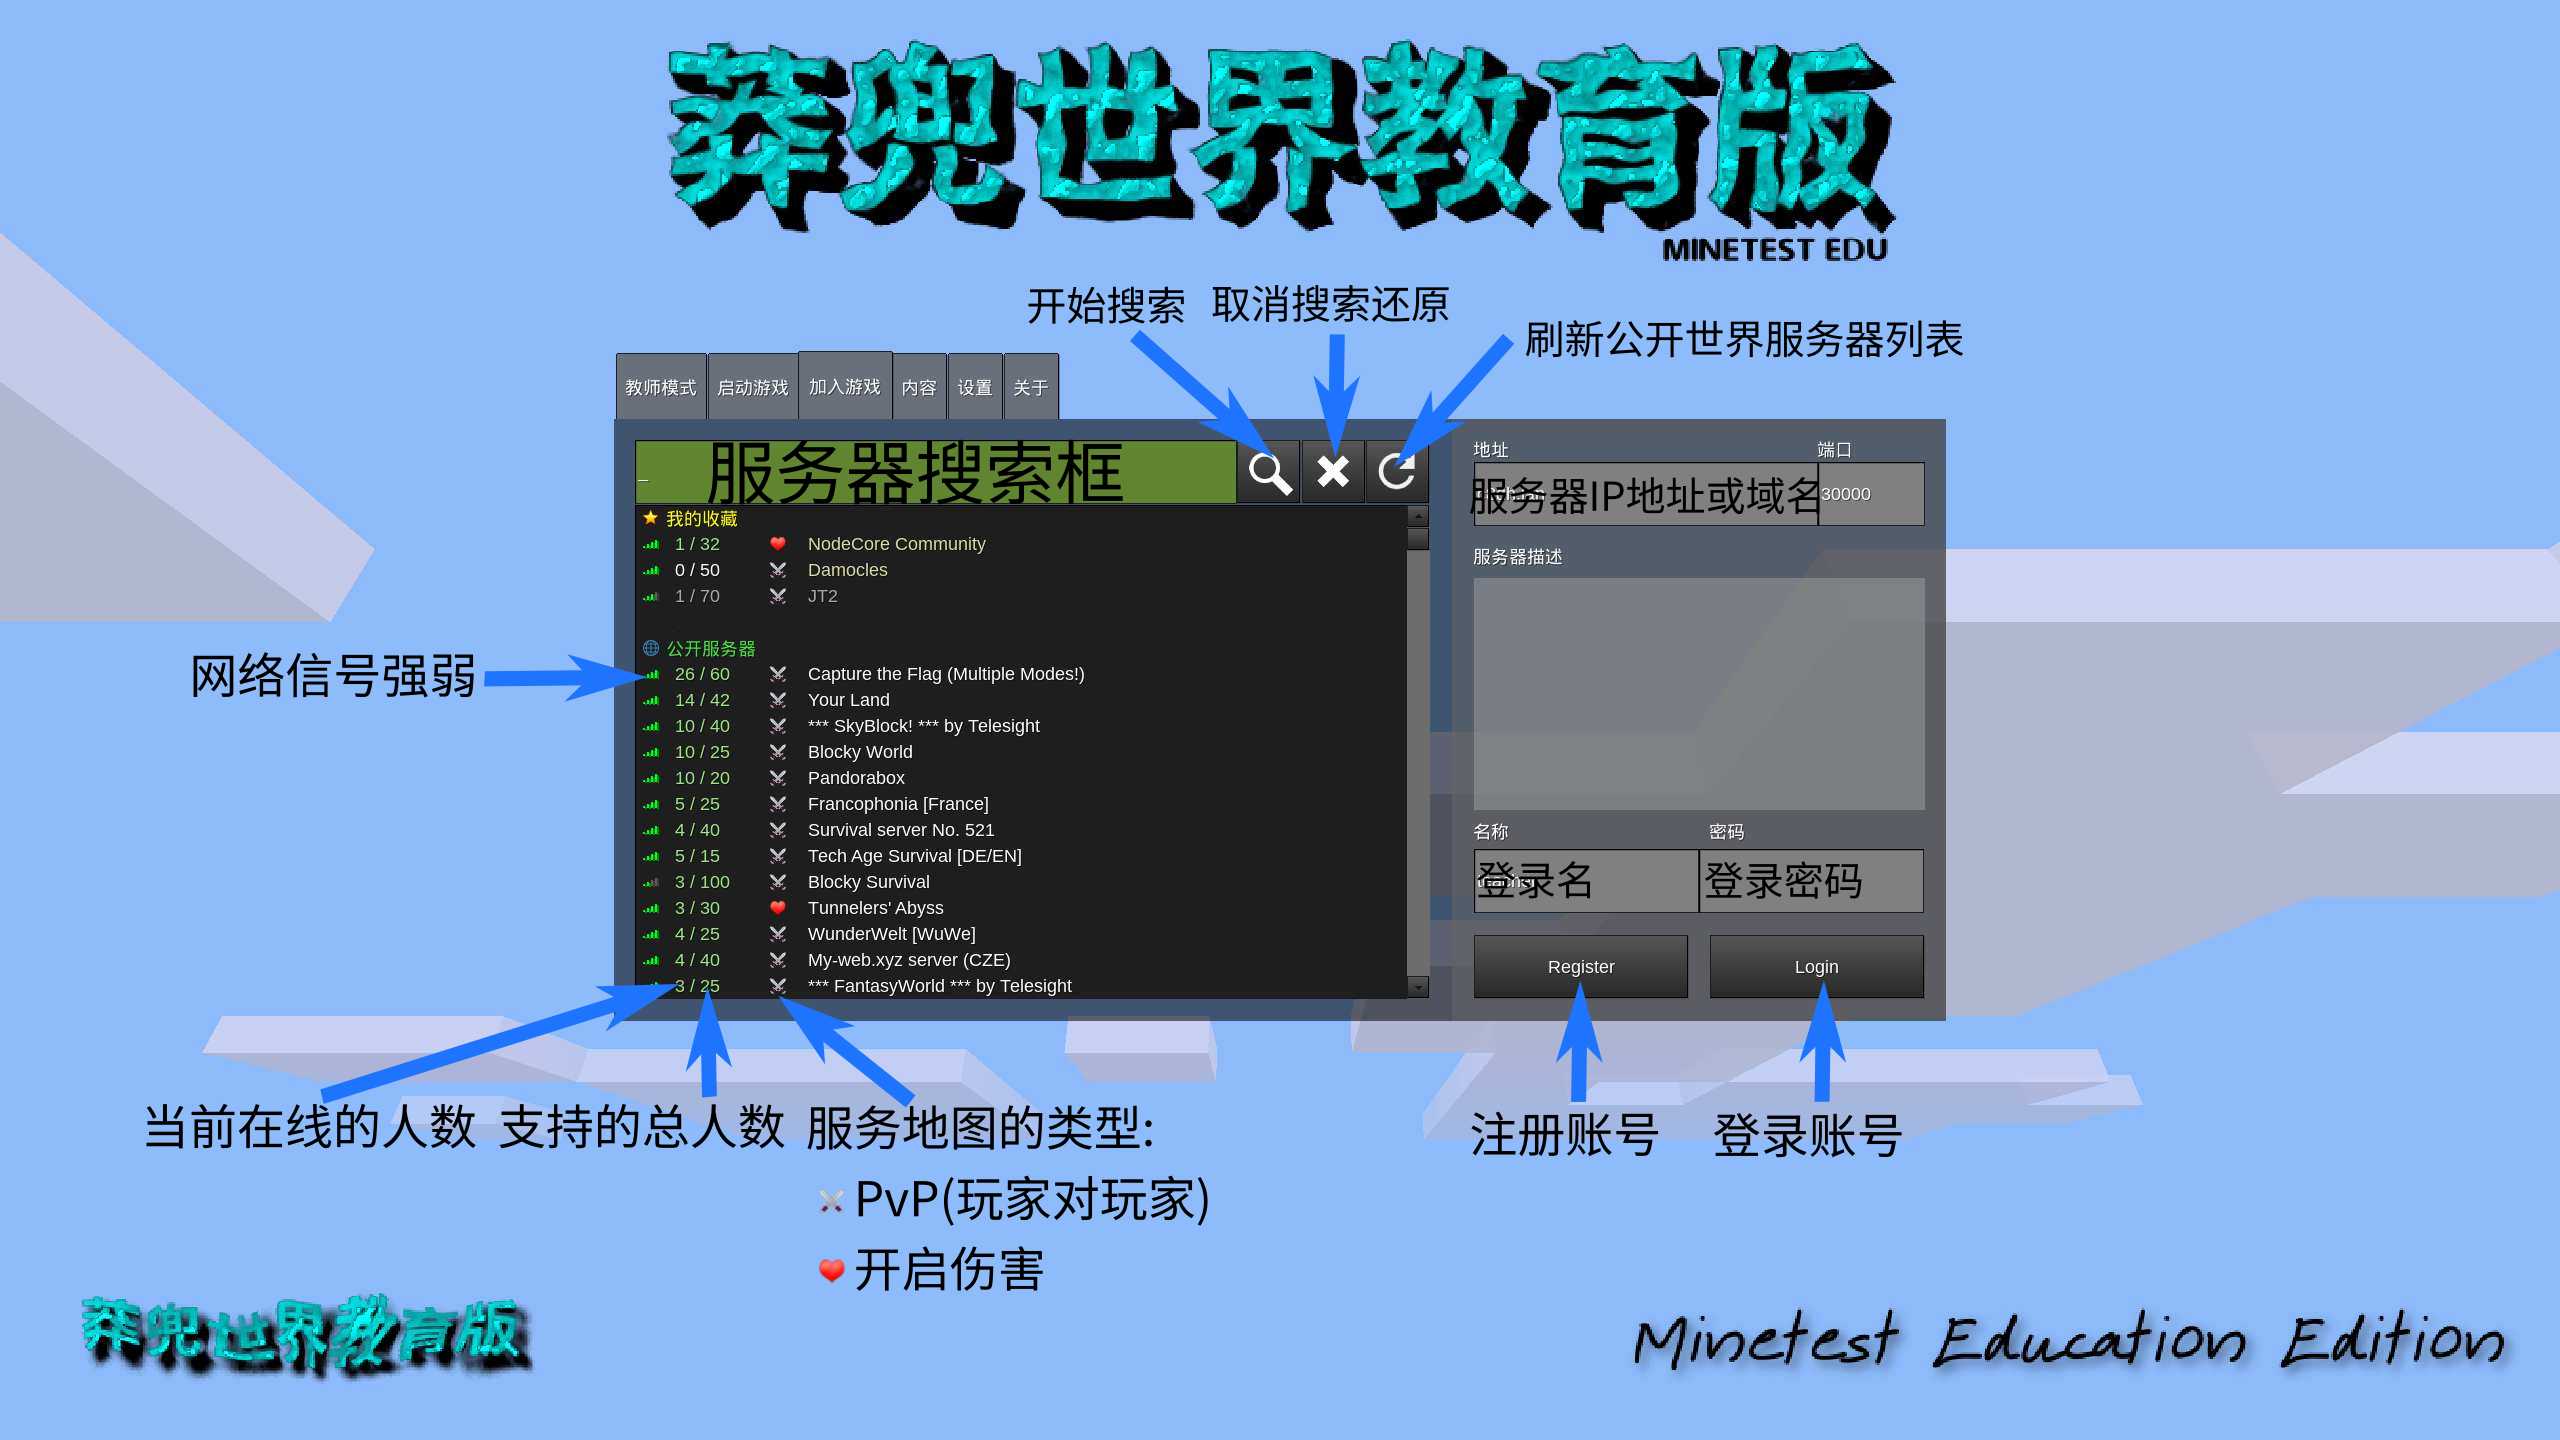 莽兜世界教育版
MINETEST EDU
开始搜索
取消搜索还原
刷新公开世界服务器列表
教师模式
启动游戏
加入游戏
内容
设置
关于
服务器搜索框
地址
端口
服务器IP地址或域名
30000
我的收藏
1 / 32 NodeCore Community
0 / 50 Damocles
1 / 70 JT2
服务器描述
网络信号强弱
公开服务器
26 / 60 Capture the Flag (Multiple Modes!)
14 / 42 Your Land
10 / 40 *** SkyBlock! *** by Telesight
10 / 25 Blocky World
10 / 20 Pandorabox
5 / 25 Francophonia [France]
4 / 40 Survival server No. 521
5 / 15 Tech Age Survival [DE/EN]
3 / 100 Blocky Survival
3 / 30 Tunnelers' Abyss
4 / 25 WunderWelt [WuWe]
4 / 40 My-web.xyz server (CZE)
3 / 25 *** FantasyWorld *** by Telesight
名称
密码
登录名
登录密码
Register
Login
当前在线的人数
支持的总人数
服务地图的类型:
PvP(玩家对玩家)
开启伤害
注册账号
登录账号
莽兜世界教育版
Minetest Education Edition